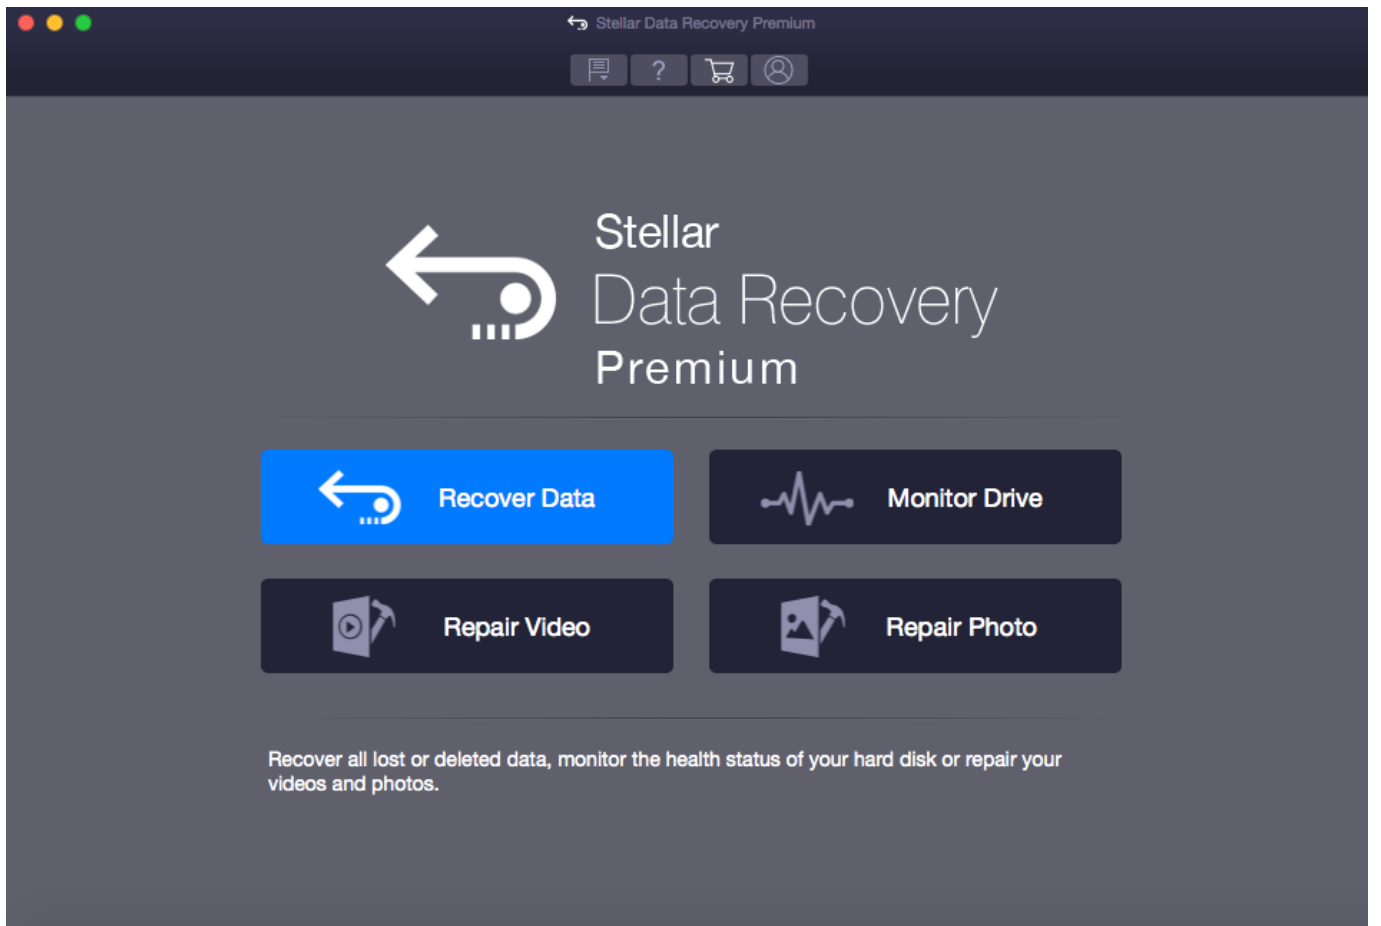 Stellar Data Recovery Premium
?
Stellar
Data Recovery
Premium
Recover Data
Monitor Drive
Repair Video
Repair Photo
Recover all lost or deleted data, monitor the health status of your hard disk or repair your
videos and photos.